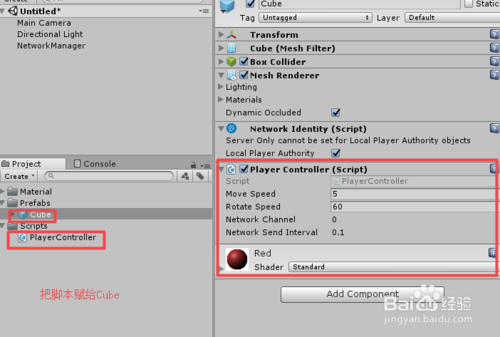 Create
Cube
Static
Untitled*
Tag Untagged Layer Default
Main Camera
Directional Light
NetworkManager
Transform
Cube (Mesh Filter)
Box Collider
Mesh Renderer
Lighting
Materials
Dynamic Occluded
Network Identity (Script)
Server Only cannot be set for Local Player Authority objects
Local Player Authority
Project Console
Create
Material
Prefabs
Cube
Scripts
PlayerController
把脚本赋给Cube
Player Controller (Script)
Script PlayerController
Move Speed 5
Rotate Speed 60
Network Channel 0
Network Send Interval 0.1
Red
Shader Standard
Add Component
Baidu经验
jingyan.baidu.com